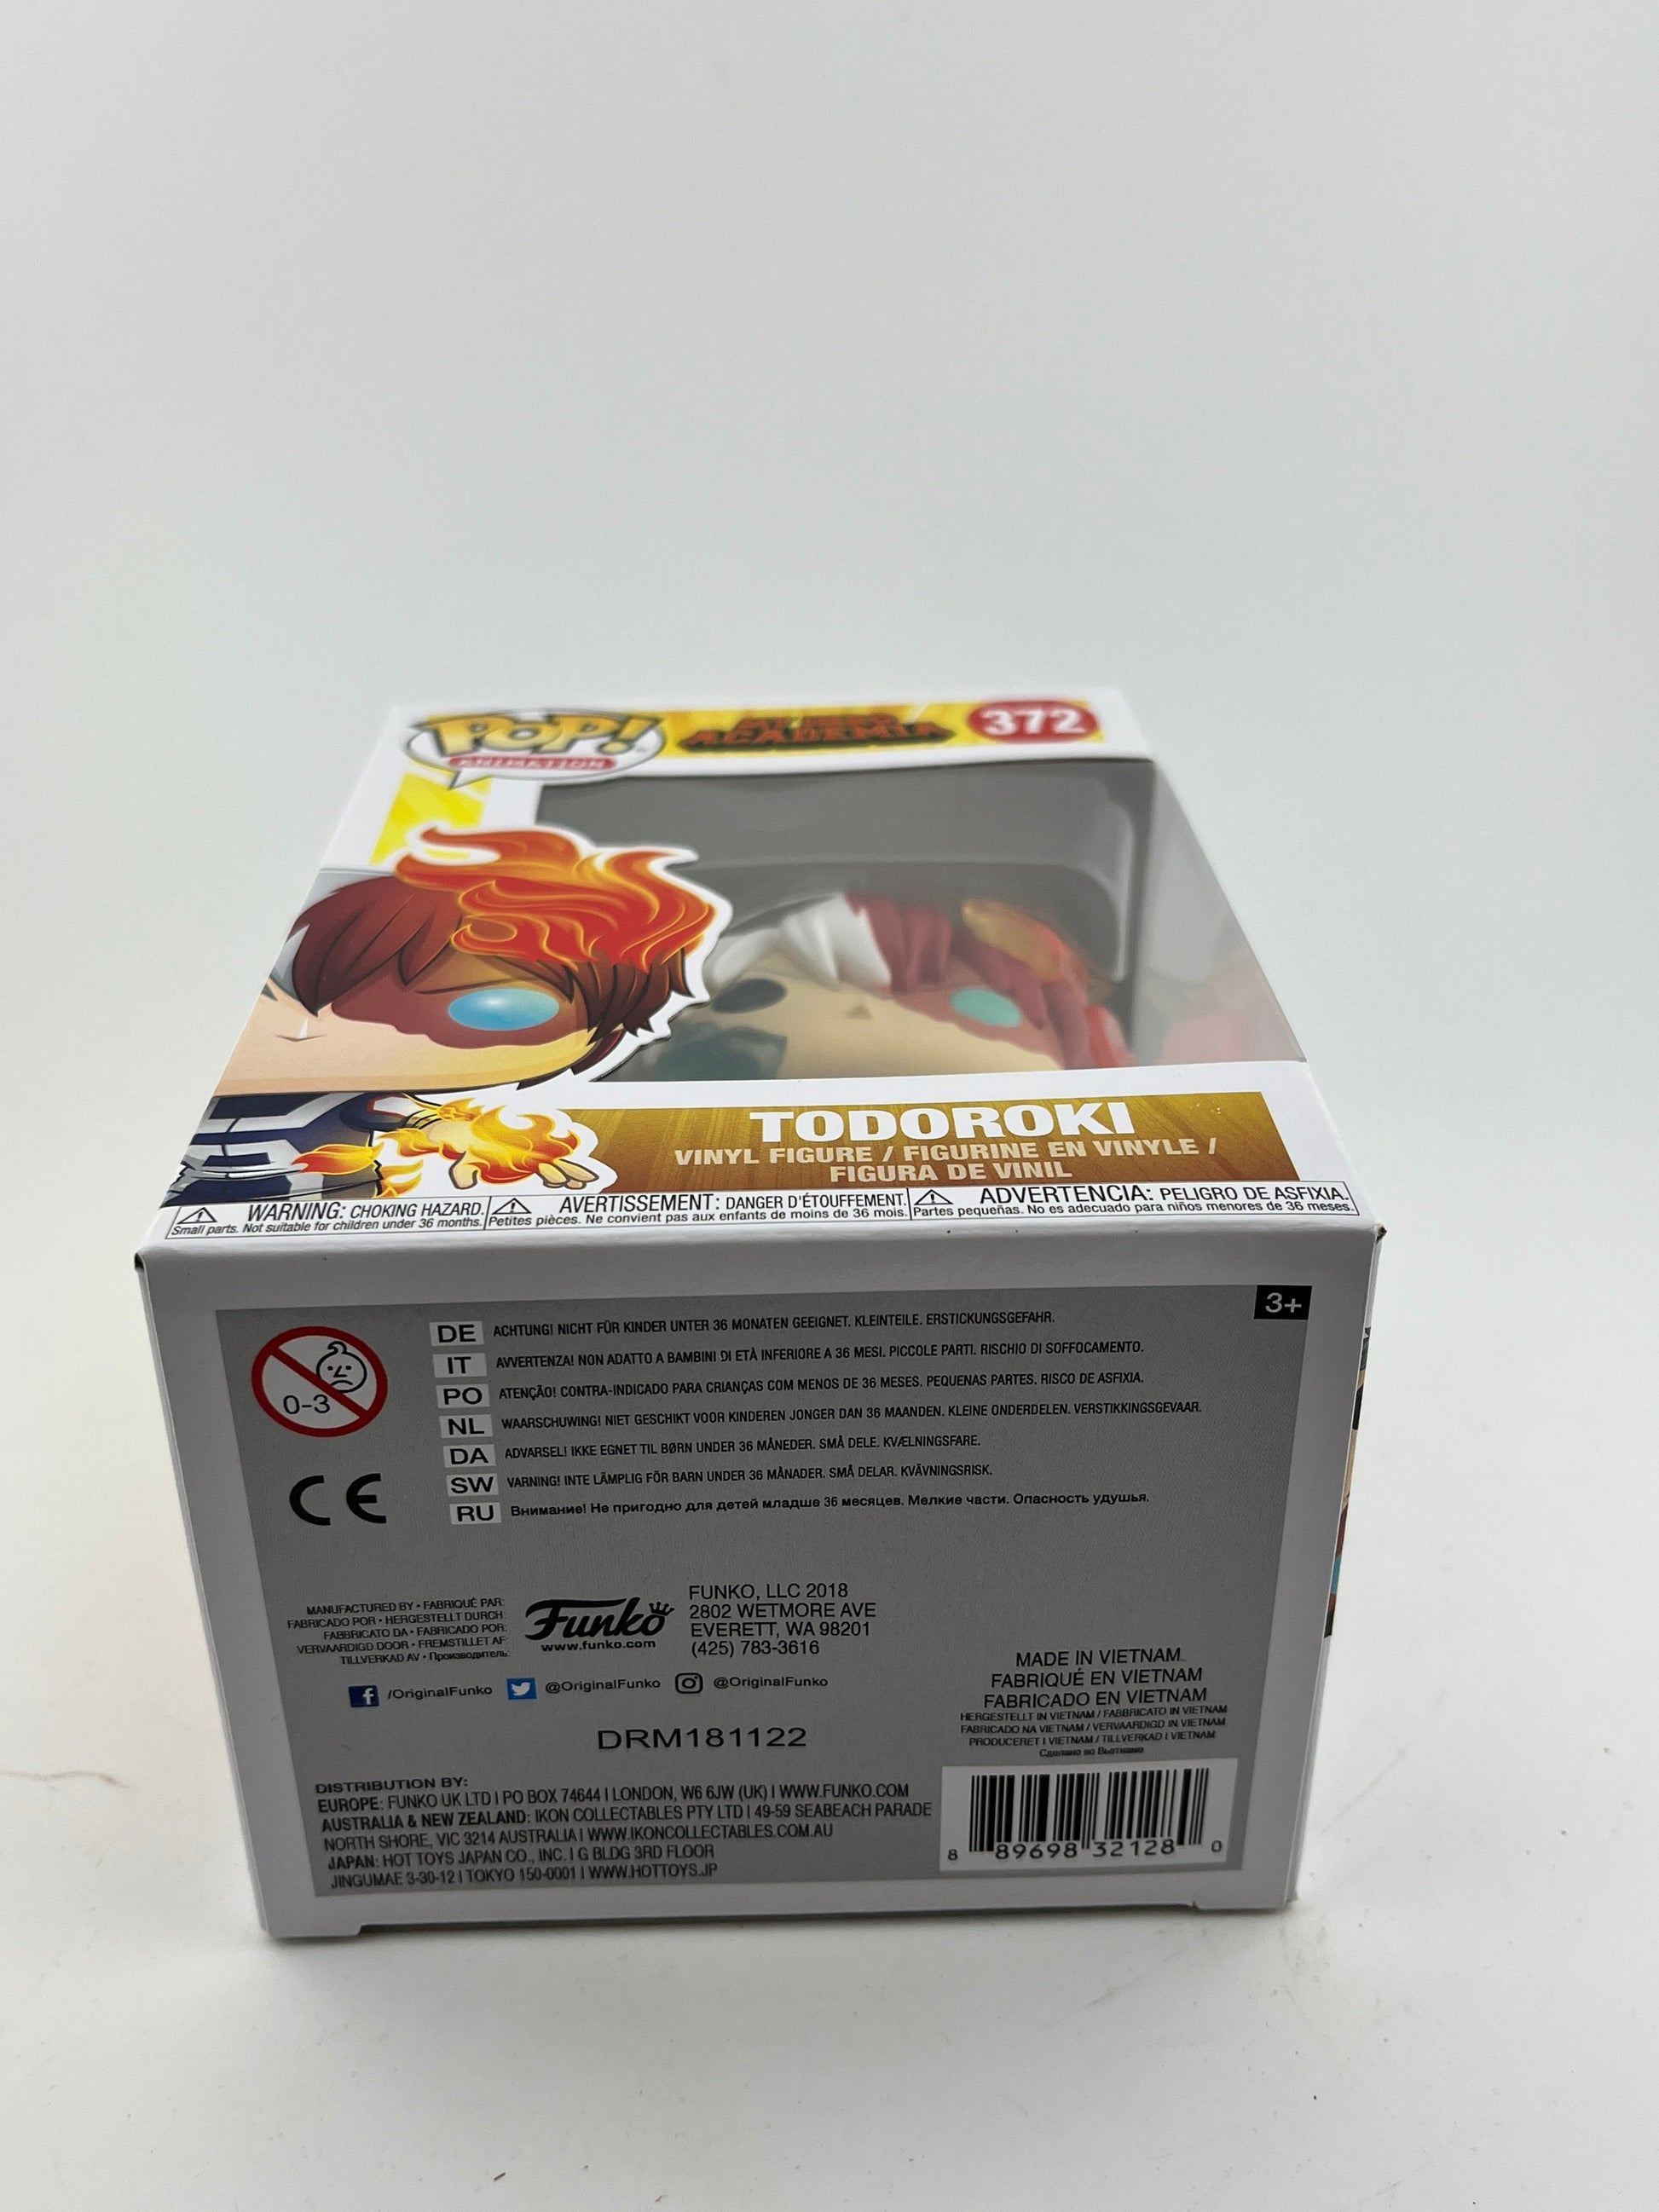 POP!
ANIMATION
MY HERO
ACADEMIA
372
TODOROKI
VINYL FIGURE / FIGURINE EN VINYLE /
FIGURA DE VINIL
WARNING: CHOKING HAZARD.
Small parts. Not suitable for children under 36 months.
AVERTISSEMENT: DANGER D'ÉTOUFFEMENT.
Petites pièces. Ne convient pas aux enfants de moins de 36 mois.
ADVERTENCIA: PELIGRO DE ASFIXIA.
Partes pequeñas. No es adecuado para niños menores de 36 meses.
3+
0-3
CE
DE ACHTUNG! NICHT FÜR KINDER UNTER 36 MONATEN GEEIGNET. KLEINTEILE. ERSTICKUNGSGEFAHR.
IT AVVERTENZA! NON ADATTO A BAMBINI DI ETÀ INFERIORE A 36 MESI. PICCOLE PARTI. RISCHIO DI SOFFOCAMENTO.
PO ATENÇÃO! CONTRA-INDICADO PARA CRIANÇAS COM MENOS DE 36 MESES. PEQUENAS PARTES. RISCO DE ASFIXIA.
NL WAARSCHUWING! NIET GESCHIKT VOOR KINDEREN JONGER DAN 36 MAANDEN. KLEINE ONDERDELEN. VERSTIKKINGSGEVAAR.
DA ADVARSEL! IKKE EGNET TIL BØRN UNDER 36 MÅNEDER. SMÅ DELE. KVÆLNINGSFARE.
SW VARNING! INTE LÄMPLIG FÖR BARN UNDER 36 MÅNADER. SMÅ DELAR. KVÄVNINGSRISK.
RU Внимание! Не пригодно для детей младше 36 месяцев. Мелкие части. Опасность удушья.
MANUFACTURED BY • FABRIQUÉ PAR:
FABRICADO POR • HERGESTELLT DURCH:
FABBRICATO DA • FABRICADO POR:
VERVAARDIGD DOOR • FREMSTILLET AF:
TILLVERKAD AV • Производитель:
Funko
www.funko.com
FUNKO, LLC 2018
2802 WETMORE AVE
EVERETT, WA 98201
(425) 783-3616
/OriginalFunko @OriginalFunko @OriginalFunko
DRM181122
MADE IN VIETNAM
FABRIQUÉ EN VIETNAM
FABRICADO EN VIETNAM
HERGESTELLT IN VIETNAM / FABBRICATO IN VIETNAM
FABRICADO NA VIETNAM / VERVAARDIGD IN VIETNAM
PRODUCERET I VIETNAM / TILLVERKAD I VIETNAM
Сделано во Вьетнаме
DISTRIBUTION BY:
EUROPE: FUNKO UK LTD | PO BOX 74644 | LONDON, W6 6JW (UK) | WWW.FUNKO.COM
AUSTRALIA & NEW ZEALAND: IKON COLLECTABLES PTY LTD | 49-59 SEABEACH PARADE
NORTH SHORE, VIC 3214 AUSTRALIA | WWW.IKONCOLLECTABLES.COM.AU
JAPAN: HOT TOYS JAPAN CO., INC. | G BLDG 3RD FLOOR
JINGUMAE 3-30-12 | TOKYO 150-0001 | WWW.HOTTOYS.JP
8 89698 32128 0